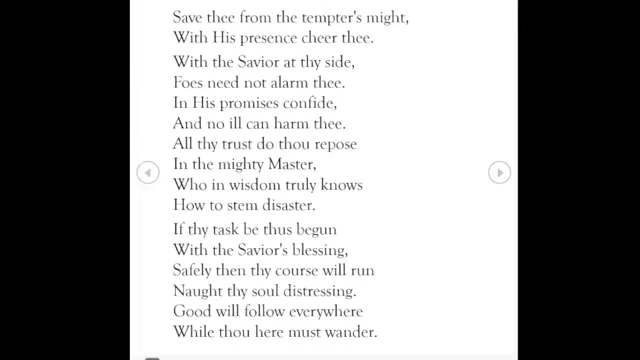 Save thee from the tempter's might,
With His presence cheer thee.
With the Savior at thy side,
Foes need not alarm thee.
In His promises confide,
And no ill can harm thee.
All thy trust do thou repose
In the mighty Master,
Who in wisdom truly knows
How to stem disaster.
If thy task be thus begun
With the Savior's blessing,
Safely then thy course will run
Naught thy soul distressing.
Good will follow everywhere
While thou here must wander.